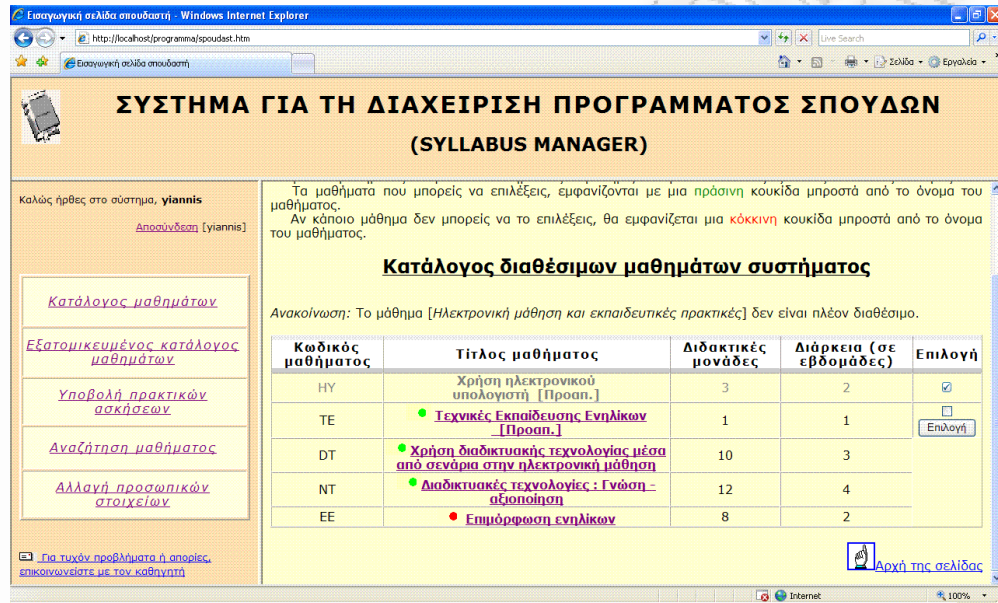 Εισαγωγική σελίδα σπουδαστή - Windows Internet Explorer
http://localhost/programma/spoudast.htm
Live Search
Εισαγωγική σελίδα σπουδαστή
Σελίδα
Εργαλεία
ΣΥΣΤΗΜΑ ΓΙΑ ΤΗ ΔΙΑΧΕΙΡΙΣΗ ΠΡΟΓΡΑΜΜΑΤΟΣ ΣΠΟΥΔΩΝ
(SYLLABUS MANAGER)
Καλώς ήρθες στο σύστημα, yiannis
Αποσύνδεση [yiannis]
Κατάλογος μαθημάτων
Εξατομικευμένος κατάλογος
μαθημάτων
Υποβολή πρακτικών
ασκήσεων
Αναζήτηση μαθήματος
Αλλαγή προσωπικών
στοιχείων
Για τυχόν προβλήματα ή απορίες,
επικοινωνείστε με τον καθηγητή
Τα μαθήματα που μπορείς να επιλέξεις, εμφανίζονται με μια πράσινη κουκίδα μπροστά από το όνομα του
μαθήματος.
Αν κάποιο μάθημα δεν μπορείς να το επιλέξεις, θα εμφανίζεται μια κόκκινη κουκίδα μπροστά από το όνομα
του μαθήματος.
Κατάλογος διαθέσιμων μαθημάτων συστήματος
Ανακοίνωση: Το μάθημα [Ηλεκτρονική μάθηση και εκπαιδευτικές πρακτικές] δεν είναι πλέον διαθέσιμο.
Κωδικός μαθήματος Τίτλος μαθήματος Διδακτικές μονάδες Διάρκεια (σε εβδομάδες) Επιλογή
ΗΥ Χρήση ηλεκτρονικού υπολογιστή [Προαπ.] 3 2
ΤΕ Τεχνικές Εκπαίδευσης Ενηλίκων [Προαπ.] 1 1 Επιλογή
DT Χρήση διαδικτυακής τεχνολογίας μέσα από σενάρια στην ηλεκτρονική μάθηση 10 3
NT Διαδικτυακές τεχνολογίες : Γνώση - αξιοποίηση 12 4
ΕΕ Επιμόρφωση ενηλίκων 8 2
Αρχή της σελίδας
Internet
100%